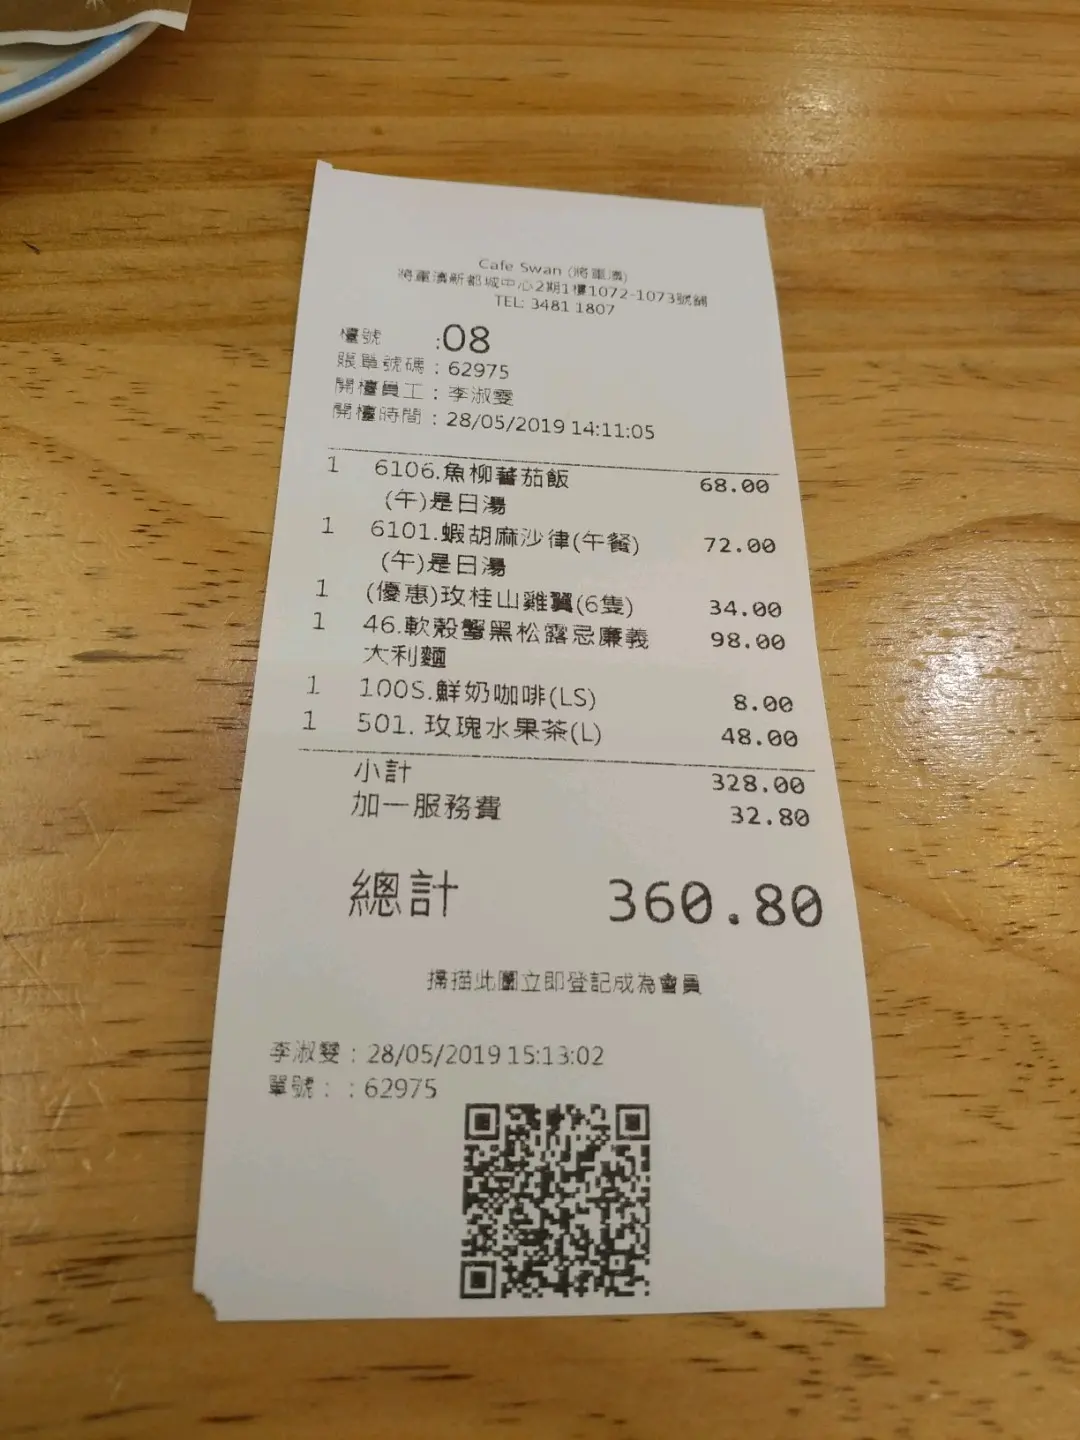 Cafe Swan (將軍澳)
將軍澳新都城中心2期1樓1072-1073號舖
TEL: 3481 1807
檯號 :08
賬單號碼 : 62975
開檯員工 : 李淑雯
開檯時間 : 28/05/2019 14:11:05
1 6106.魚柳蕃茄飯 68.00
(午)是日湯
1 6101.蝦胡麻沙律(午餐) 72.00
(午)是日湯
1 (優惠)玫桂山雞翼(6隻) 34.00
1 46.軟殼蟹黑松露忌廉義 98.00
大利麵
1 100S.鮮奶咖啡(LS) 8.00
1 501. 玫瑰水果茶(L) 48.00
小計 328.00
加一服務費 32.80
總計 360.80
掃描此圖立即登記成為會員
李淑雯 : 28/05/2019 15:13:02
單號 : : 62975